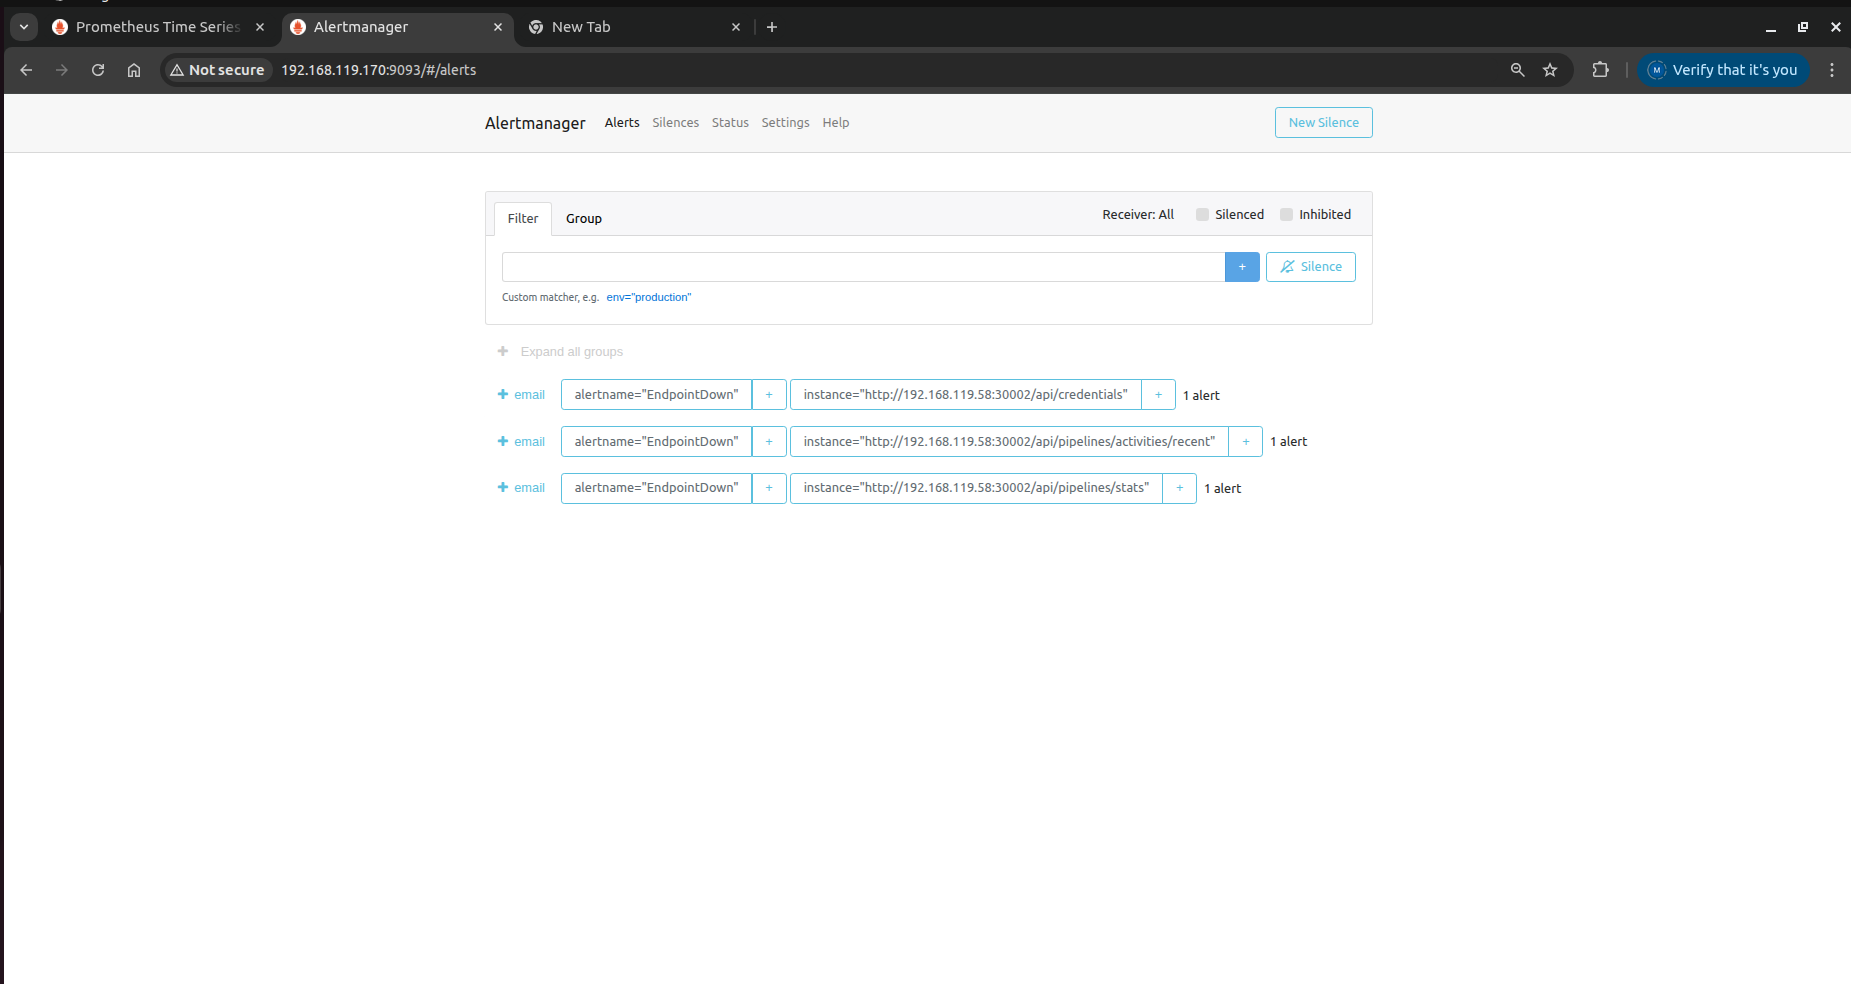 Prometheus Time Series
Alertmanager
New Tab
Not secure 192.168.119.170:9093/#/alerts
M Verify that it's you
Alertmanager Alerts Silences Status Settings Help New Silence
Filter Group Receiver: All Silenced Inhibited
+ Silence
Custom matcher, e.g. env="production"
+ Expand all groups
+ email alertname="EndpointDown" + instance="http://192.168.119.58:30002/api/credentials" + 1 alert
+ email alertname="EndpointDown" + instance="http://192.168.119.58:30002/api/pipelines/activities/recent" + 1 alert
+ email alertname="EndpointDown" + instance="http://192.168.119.58:30002/api/pipelines/stats" + 1 alert